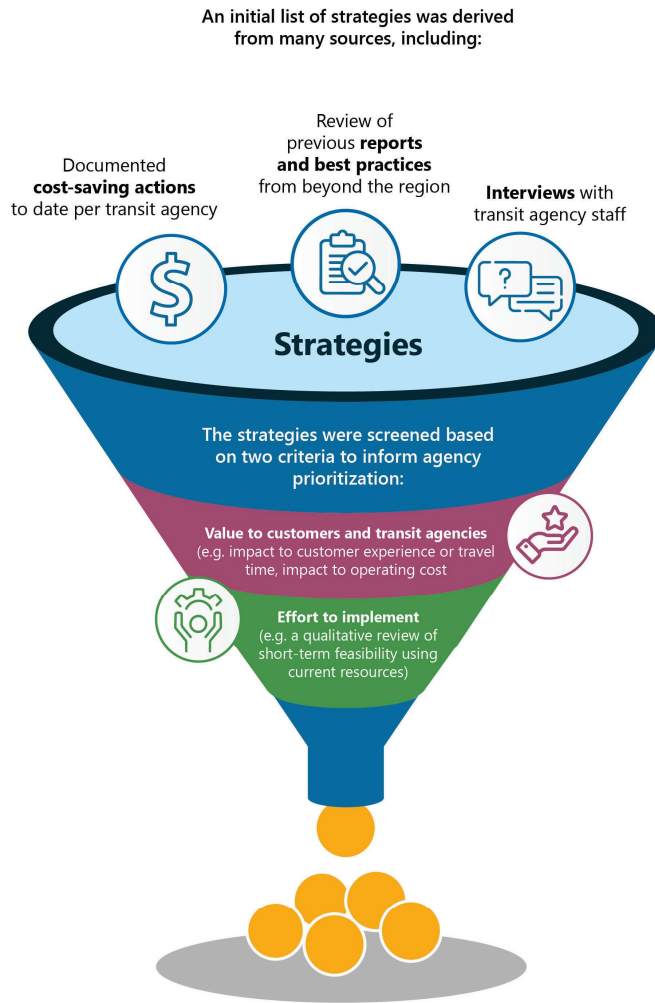 An initial list of strategies was derived
from many sources, including:
Documented
cost-saving actions
to date per transit agency
Review of
previous reports
and best practices
from beyond the region
Interviews with
transit agency staff
$
?
Strategies
The strategies were screened based
on two criteria to inform agency
prioritization:
Value to customers and transit agencies
(e.g. impact to customer experience or travel
time, impact to operating cost
Effort to implement
(e.g. a qualitative review of
short-term feasibility using
current resources)